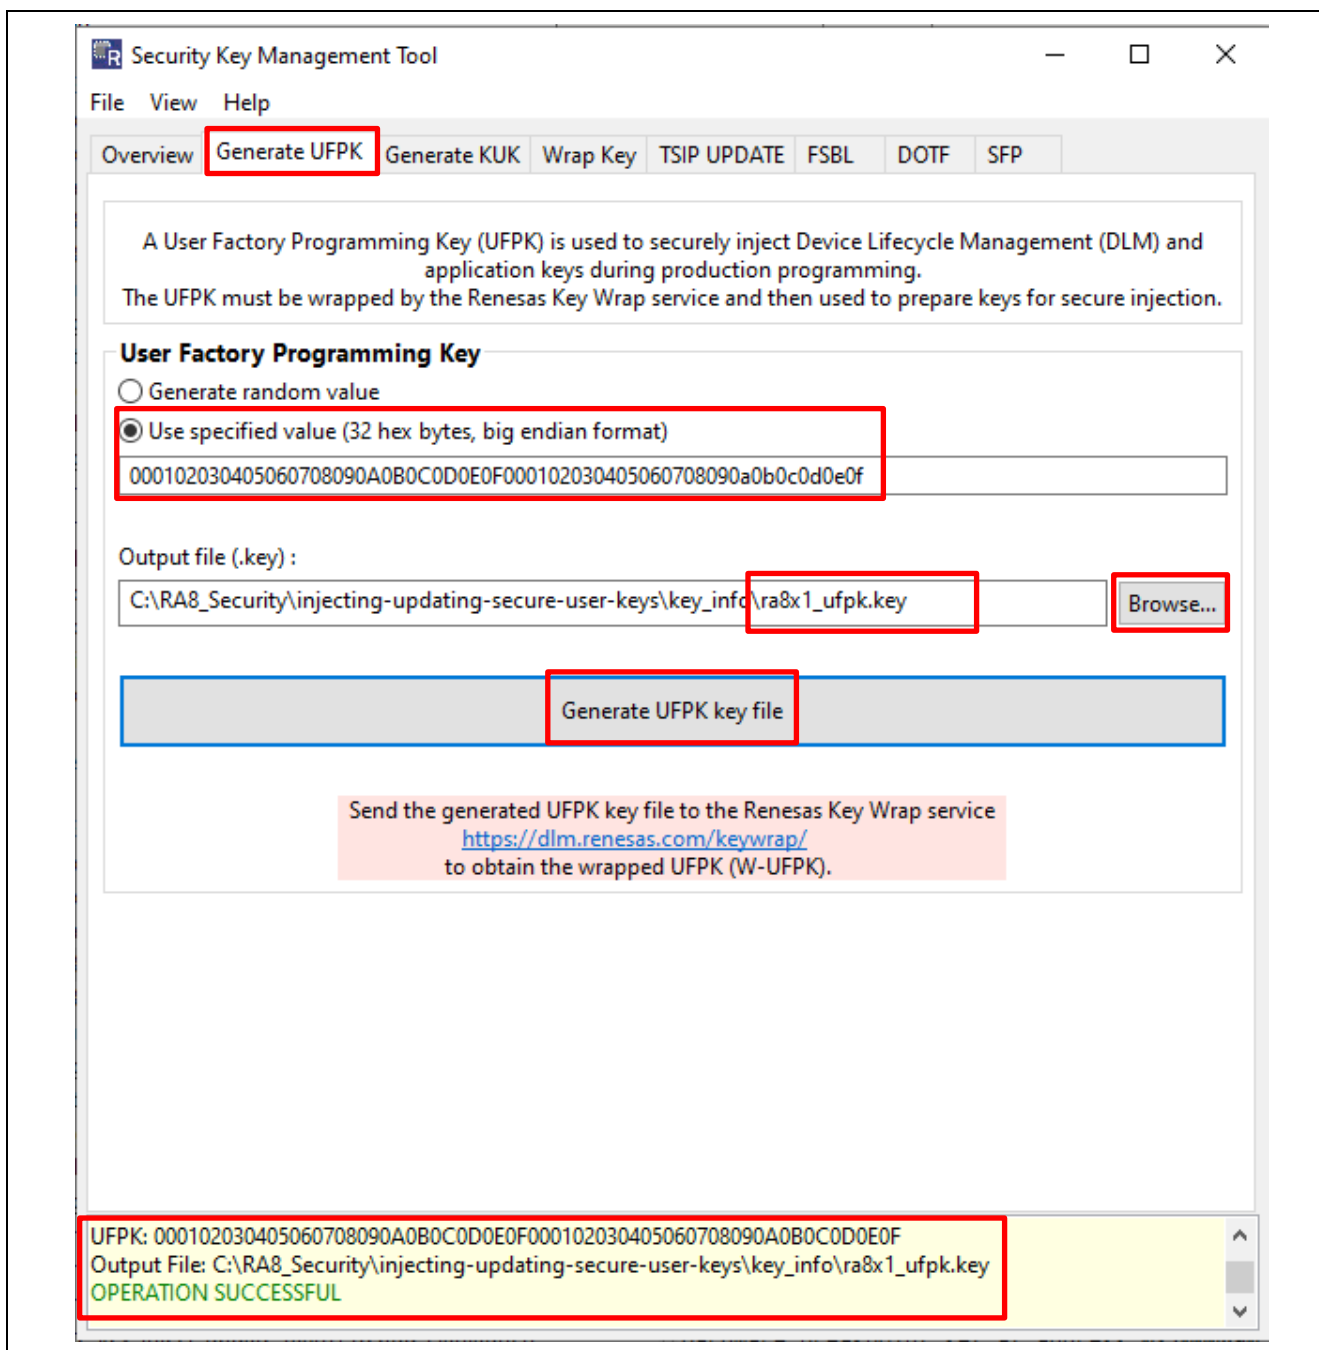 Security Key Management Tool
File View Help
Overview Generate UFPK Generate KUK Wrap Key TSIP UPDATE FSBL DOTF SFP
A User Factory Programming Key (UFPK) is used to securely inject Device Lifecycle Management (DLM) and
application keys during production programming.
The UFPK must be wrapped by the Renesas Key Wrap service and then used to prepare keys for secure injection.
User Factory Programming Key
Generate random value
Use specified value (32 hex bytes, big endian format)
000102030405060708090A0B0C0D0E0F000102030405060708090a0b0c0d0e0f
Output file (.key) :
C:\RA8_Security\injecting-updating-secure-user-keys\key_info\ra8x1_ufpk.key
Browse...
Generate UFPK key file
Send the generated UFPK key file to the Renesas Key Wrap service
https://dlm.renesas.com/keywrap/
to obtain the wrapped UFPK (W-UFPK).
UFPK: 000102030405060708090A0B0C0D0E0F000102030405060708090A0B0C0D0E0F
Output File: C:\RA8_Security\injecting-updating-secure-user-keys\key_info\ra8x1_ufpk.key
OPERATION SUCCESSFUL